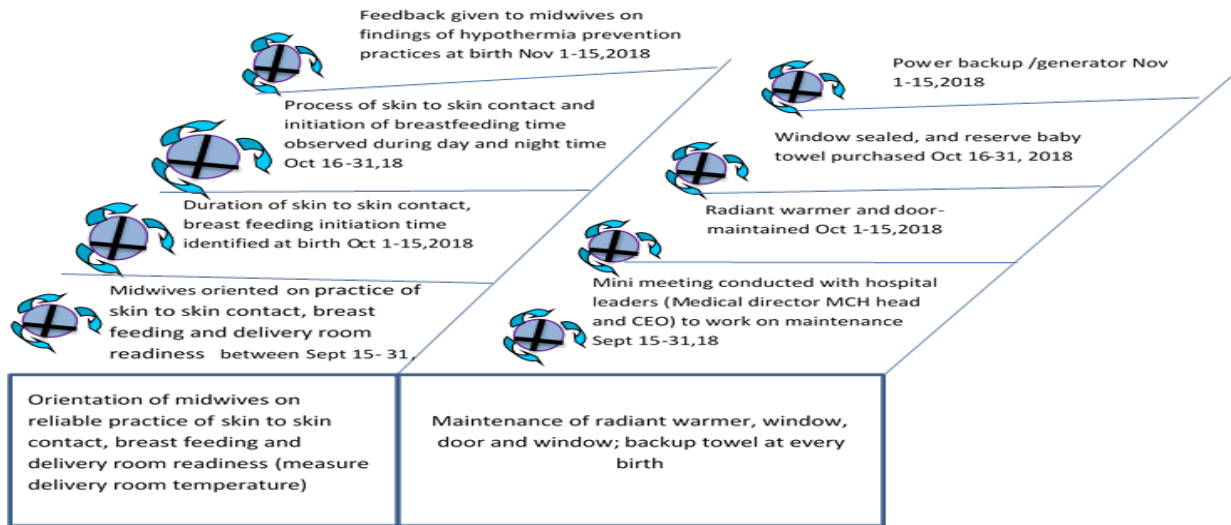 Feedback given to midwives on
findings of hypothermia prevention
practices at birth Nov 1-15,2018
Process of skin to skin contact and
initiation of breastfeeding time
observed during day and night time
Oct 16-31,18
Duration of skin to skin contact,
breast feeding initiation time
identified at birth Oct 1-15,2018
Midwives oriented on practice of
skin to skin contact, breast
feeding and delivery room
readiness between Sept 15- 31,
Orientation of midwives on
reliable practice of skin to skin
contact, breast feeding and
delivery room readiness (measure
delivery room temperature)
Power backup /generator Nov
1-15,2018
Window sealed, and reserve baby
towel purchased Oct 16-31, 2018
Radiant warmer and door-
maintained Oct 1-15,2018
Mini meeting conducted with hospital
leaders (Medical director MCH head
and CEO) to work on maintenance
Sept 15-31,18
Maintenance of radiant warmer, window,
door and window; backup towel at every
birth